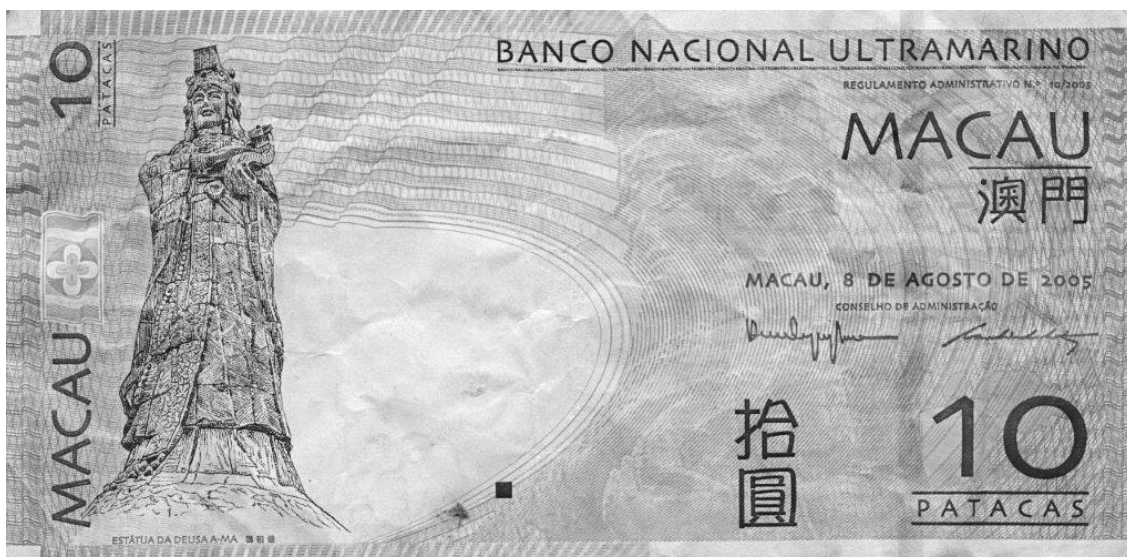 10
PATACAS
BANCO NACIONAL ULTRAMARINO
REGULAMENTO ADMINISTRATIVO N.º 10/2005
MACAU
澳門
MACAU, 8 DE AGOSTO DE 2005
CONSELHO DE ADMINISTRAÇÃO
拾圓
10
PATACAS
MACAU
ESTÁTUA DA DEUSA A-MA